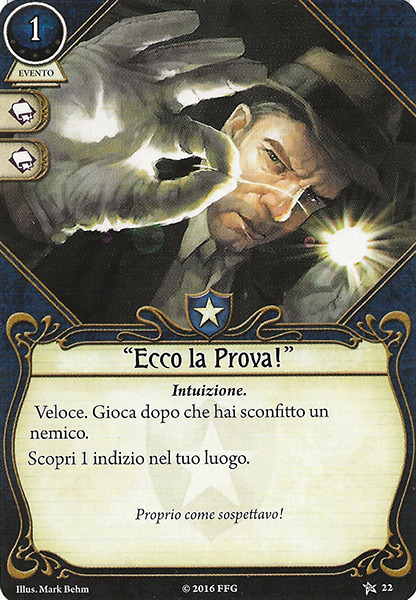 1
EVENTO
“Ecco la Prova!”
Intuizione.
Veloce. Gioca dopo che hai sconfitto un
nemico.
Scopri 1 indizio nel tuo luogo.
Proprio come sospettavo!
Illus. Mark Behm
© 2016 FFG
22